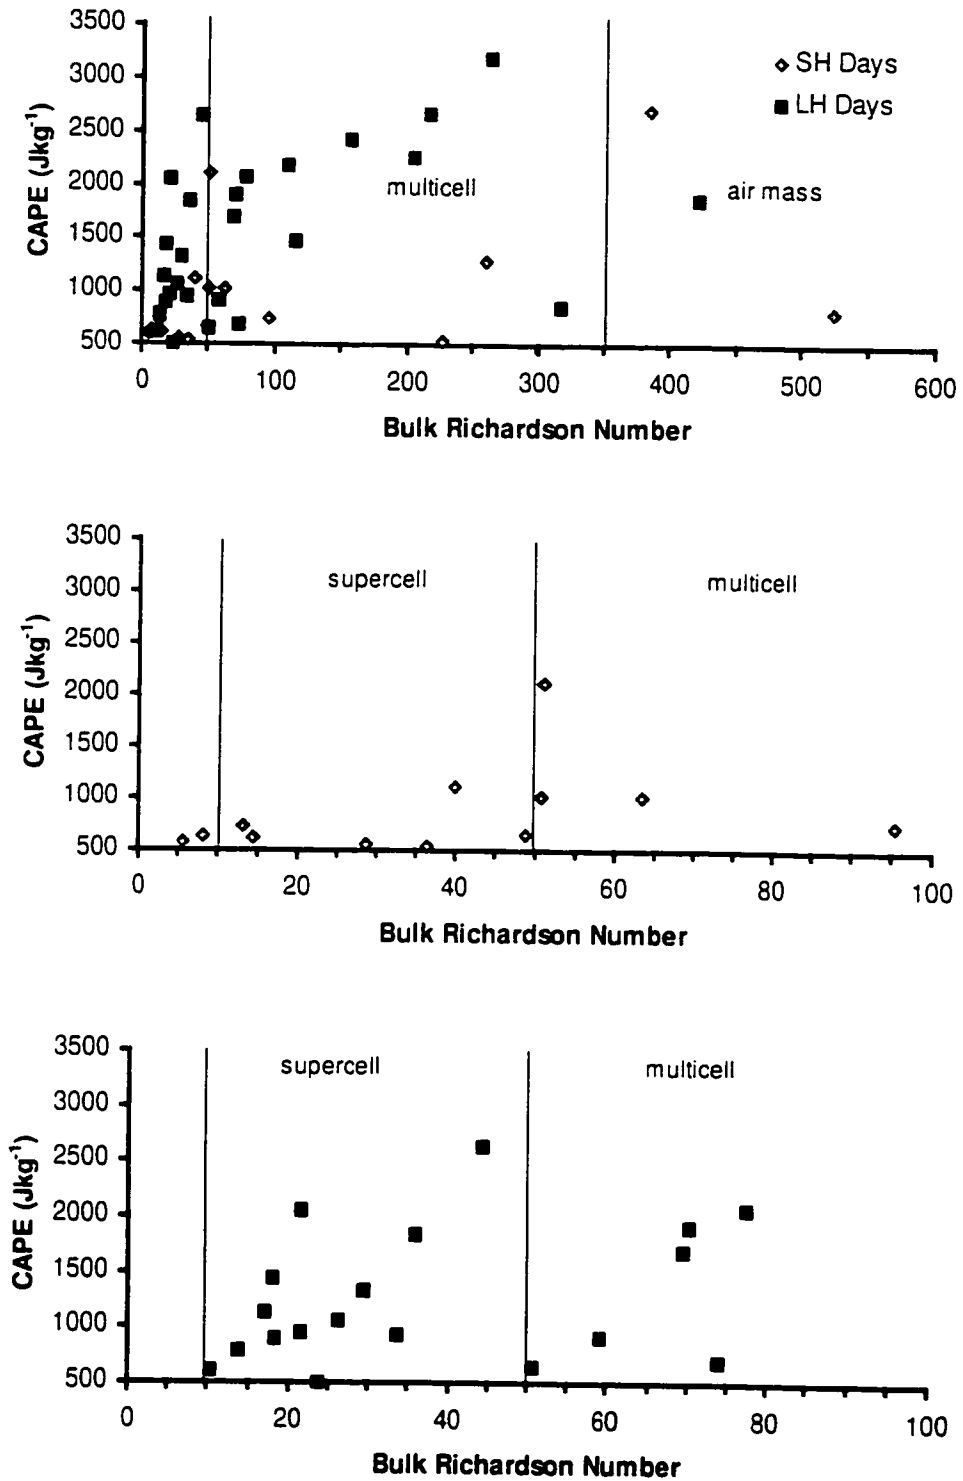 3500
3000
2500
2000
1500
1000
500
CAPE (Jkg-1)
SH Days
LH Days
multicell
air mass
0 100 200 300 400 500 600
Bulk Richardson Number
3500
3000
2500
2000
1500
1000
500
CAPE (Jkg-1)
supercell multicell
0 20 40 60 80 100
Bulk Richardson Number
3500
3000
2500
2000
1500
1000
500
CAPE (Jkg-1)
supercell multicell
0 20 40 60 80 100
Bulk Richardson Number